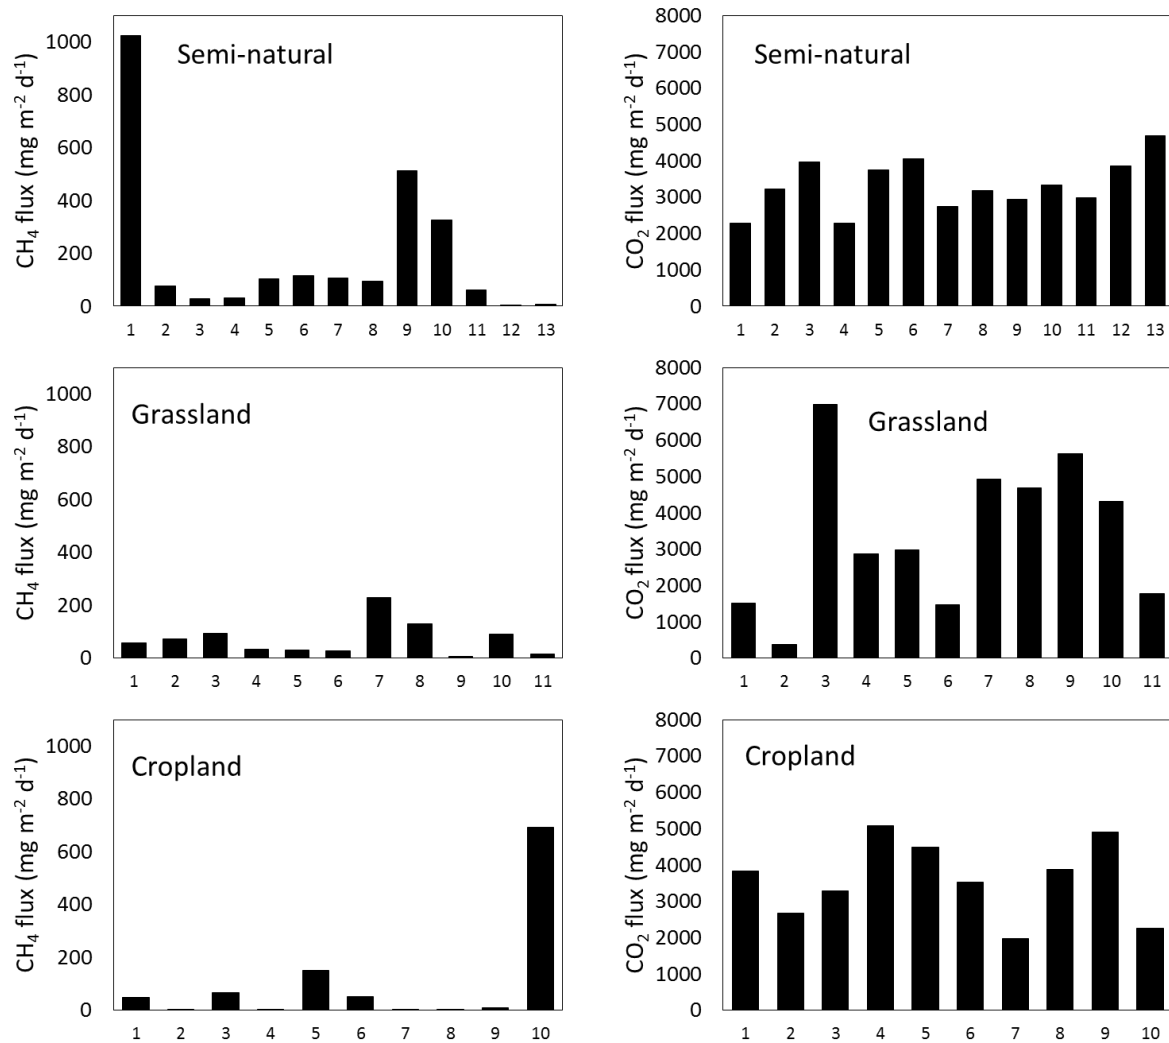 Semi-natural
CH₄ flux (mg m⁻² d⁻¹)
1000
800
600
400
200
0
1 2 3 4 5 6 7 8 9 10 11 12 13
Semi-natural
CO₂ flux (mg m⁻² d⁻¹)
8000
7000
6000
5000
4000
3000
2000
1000
0
1 2 3 4 5 6 7 8 9 10 11 12 13
Grassland
CH₄ flux (mg m⁻² d⁻¹)
1000
800
600
400
200
0
1 2 3 4 5 6 7 8 9 10 11
Grassland
CO₂ flux (mg m⁻² d⁻¹)
8000
7000
6000
5000
4000
3000
2000
1000
0
1 2 3 4 5 6 7 8 9 10 11
Cropland
CH₄ flux (mg m⁻² d⁻¹)
1000
800
600
400
200
0
1 2 3 4 5 6 7 8 9 10
Cropland
CO₂ flux (mg m⁻² d⁻¹)
8000
7000
6000
5000
4000
3000
2000
1000
0
1 2 3 4 5 6 7 8 9 10